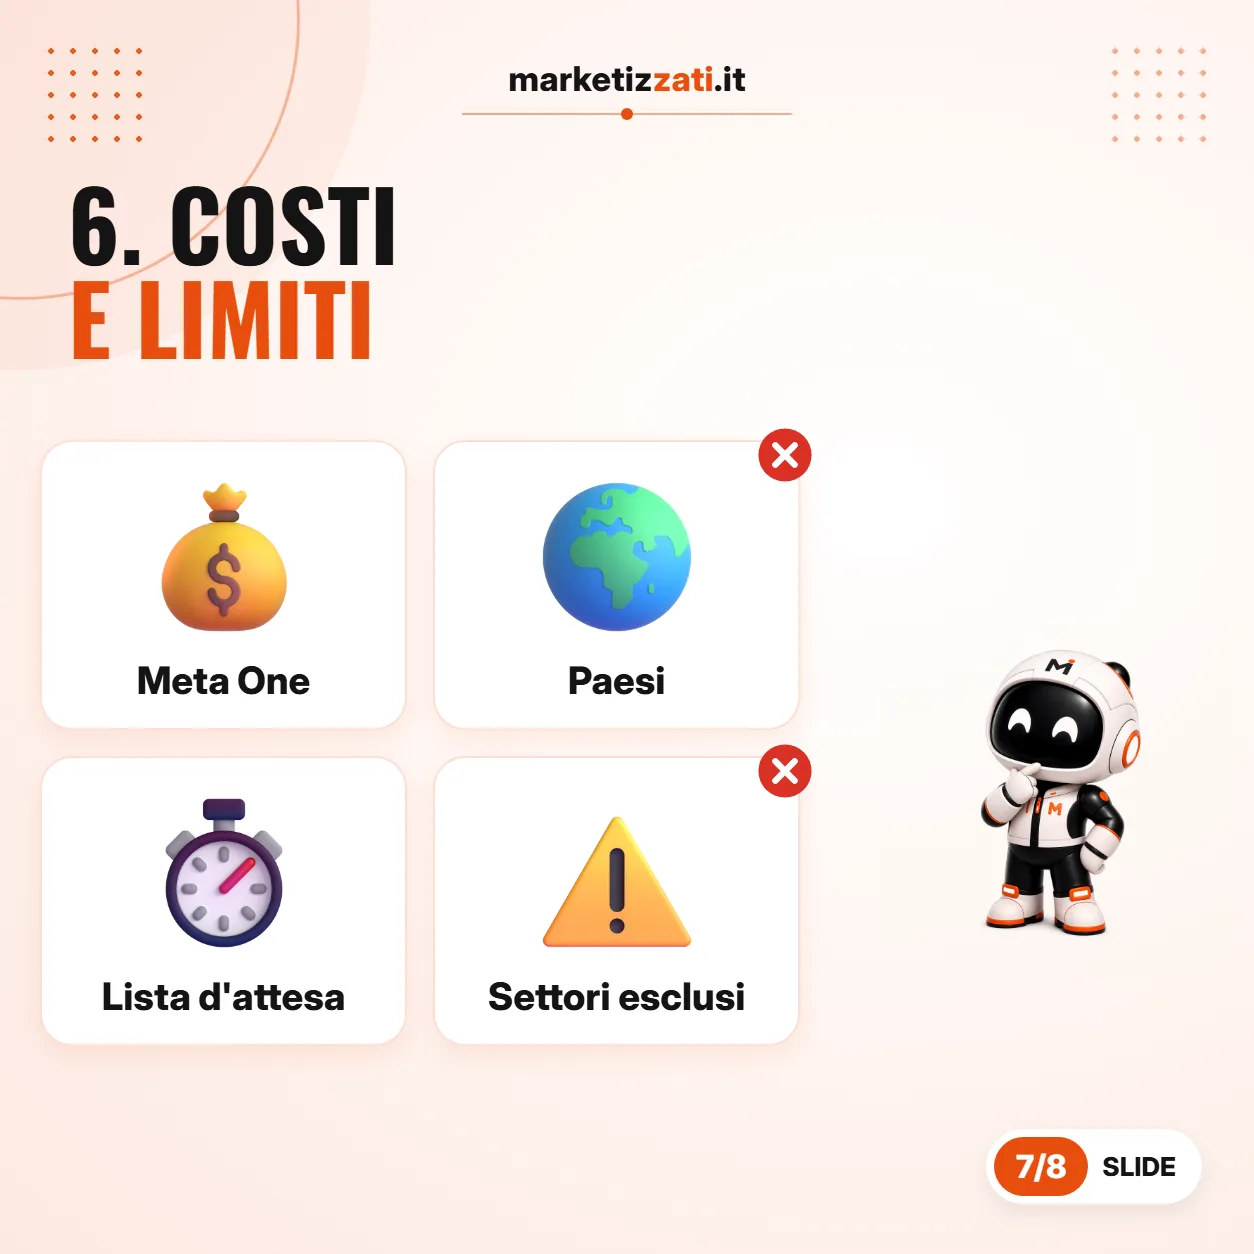 marketizzati.it
6. COSTI
E LIMITI
$
Meta One
Paesi
Lista d'attesa
Settori esclusi
M
M
7/8 SLIDE